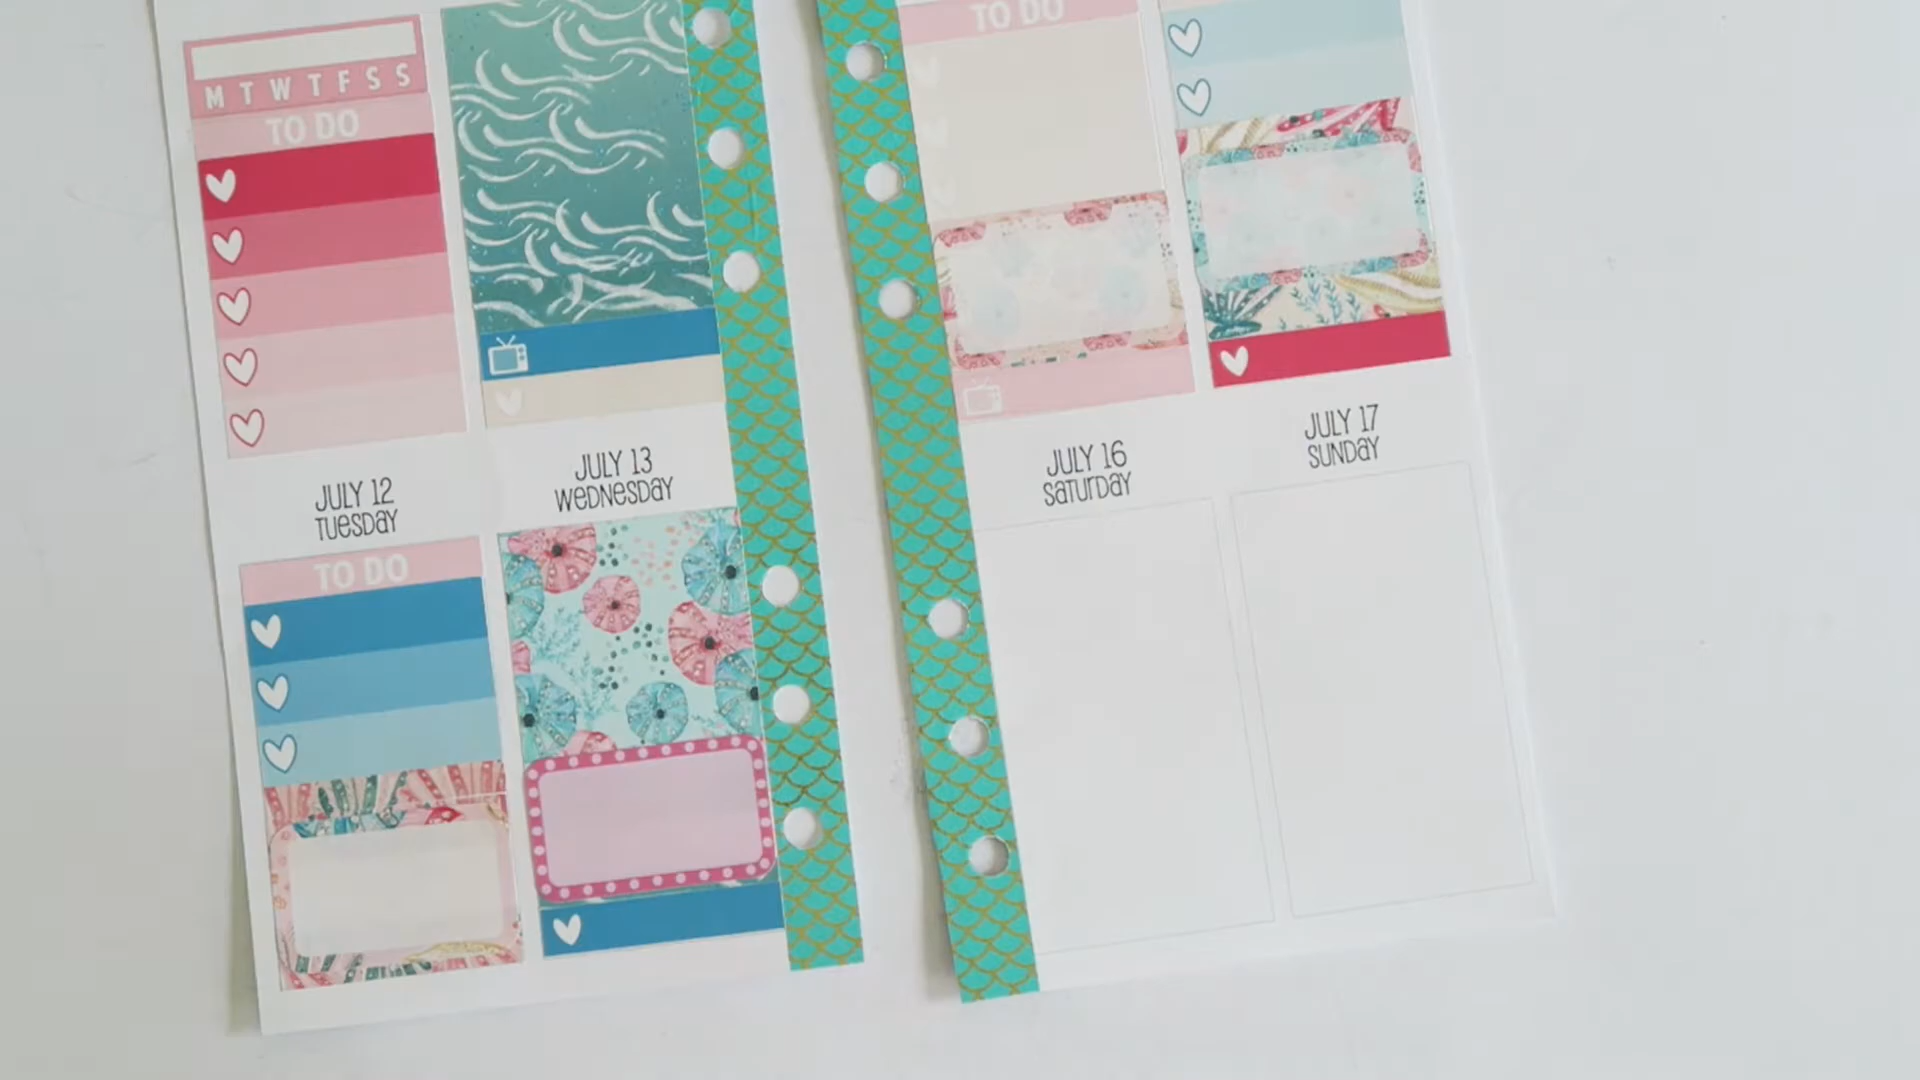 M T W T F S S
TO DO
JULY 12
TUESDAY
TO DO
JULY 13
WEDNESDAY
TO DO
JULY 16
SATURDAY
JULY 17
SUNDAY